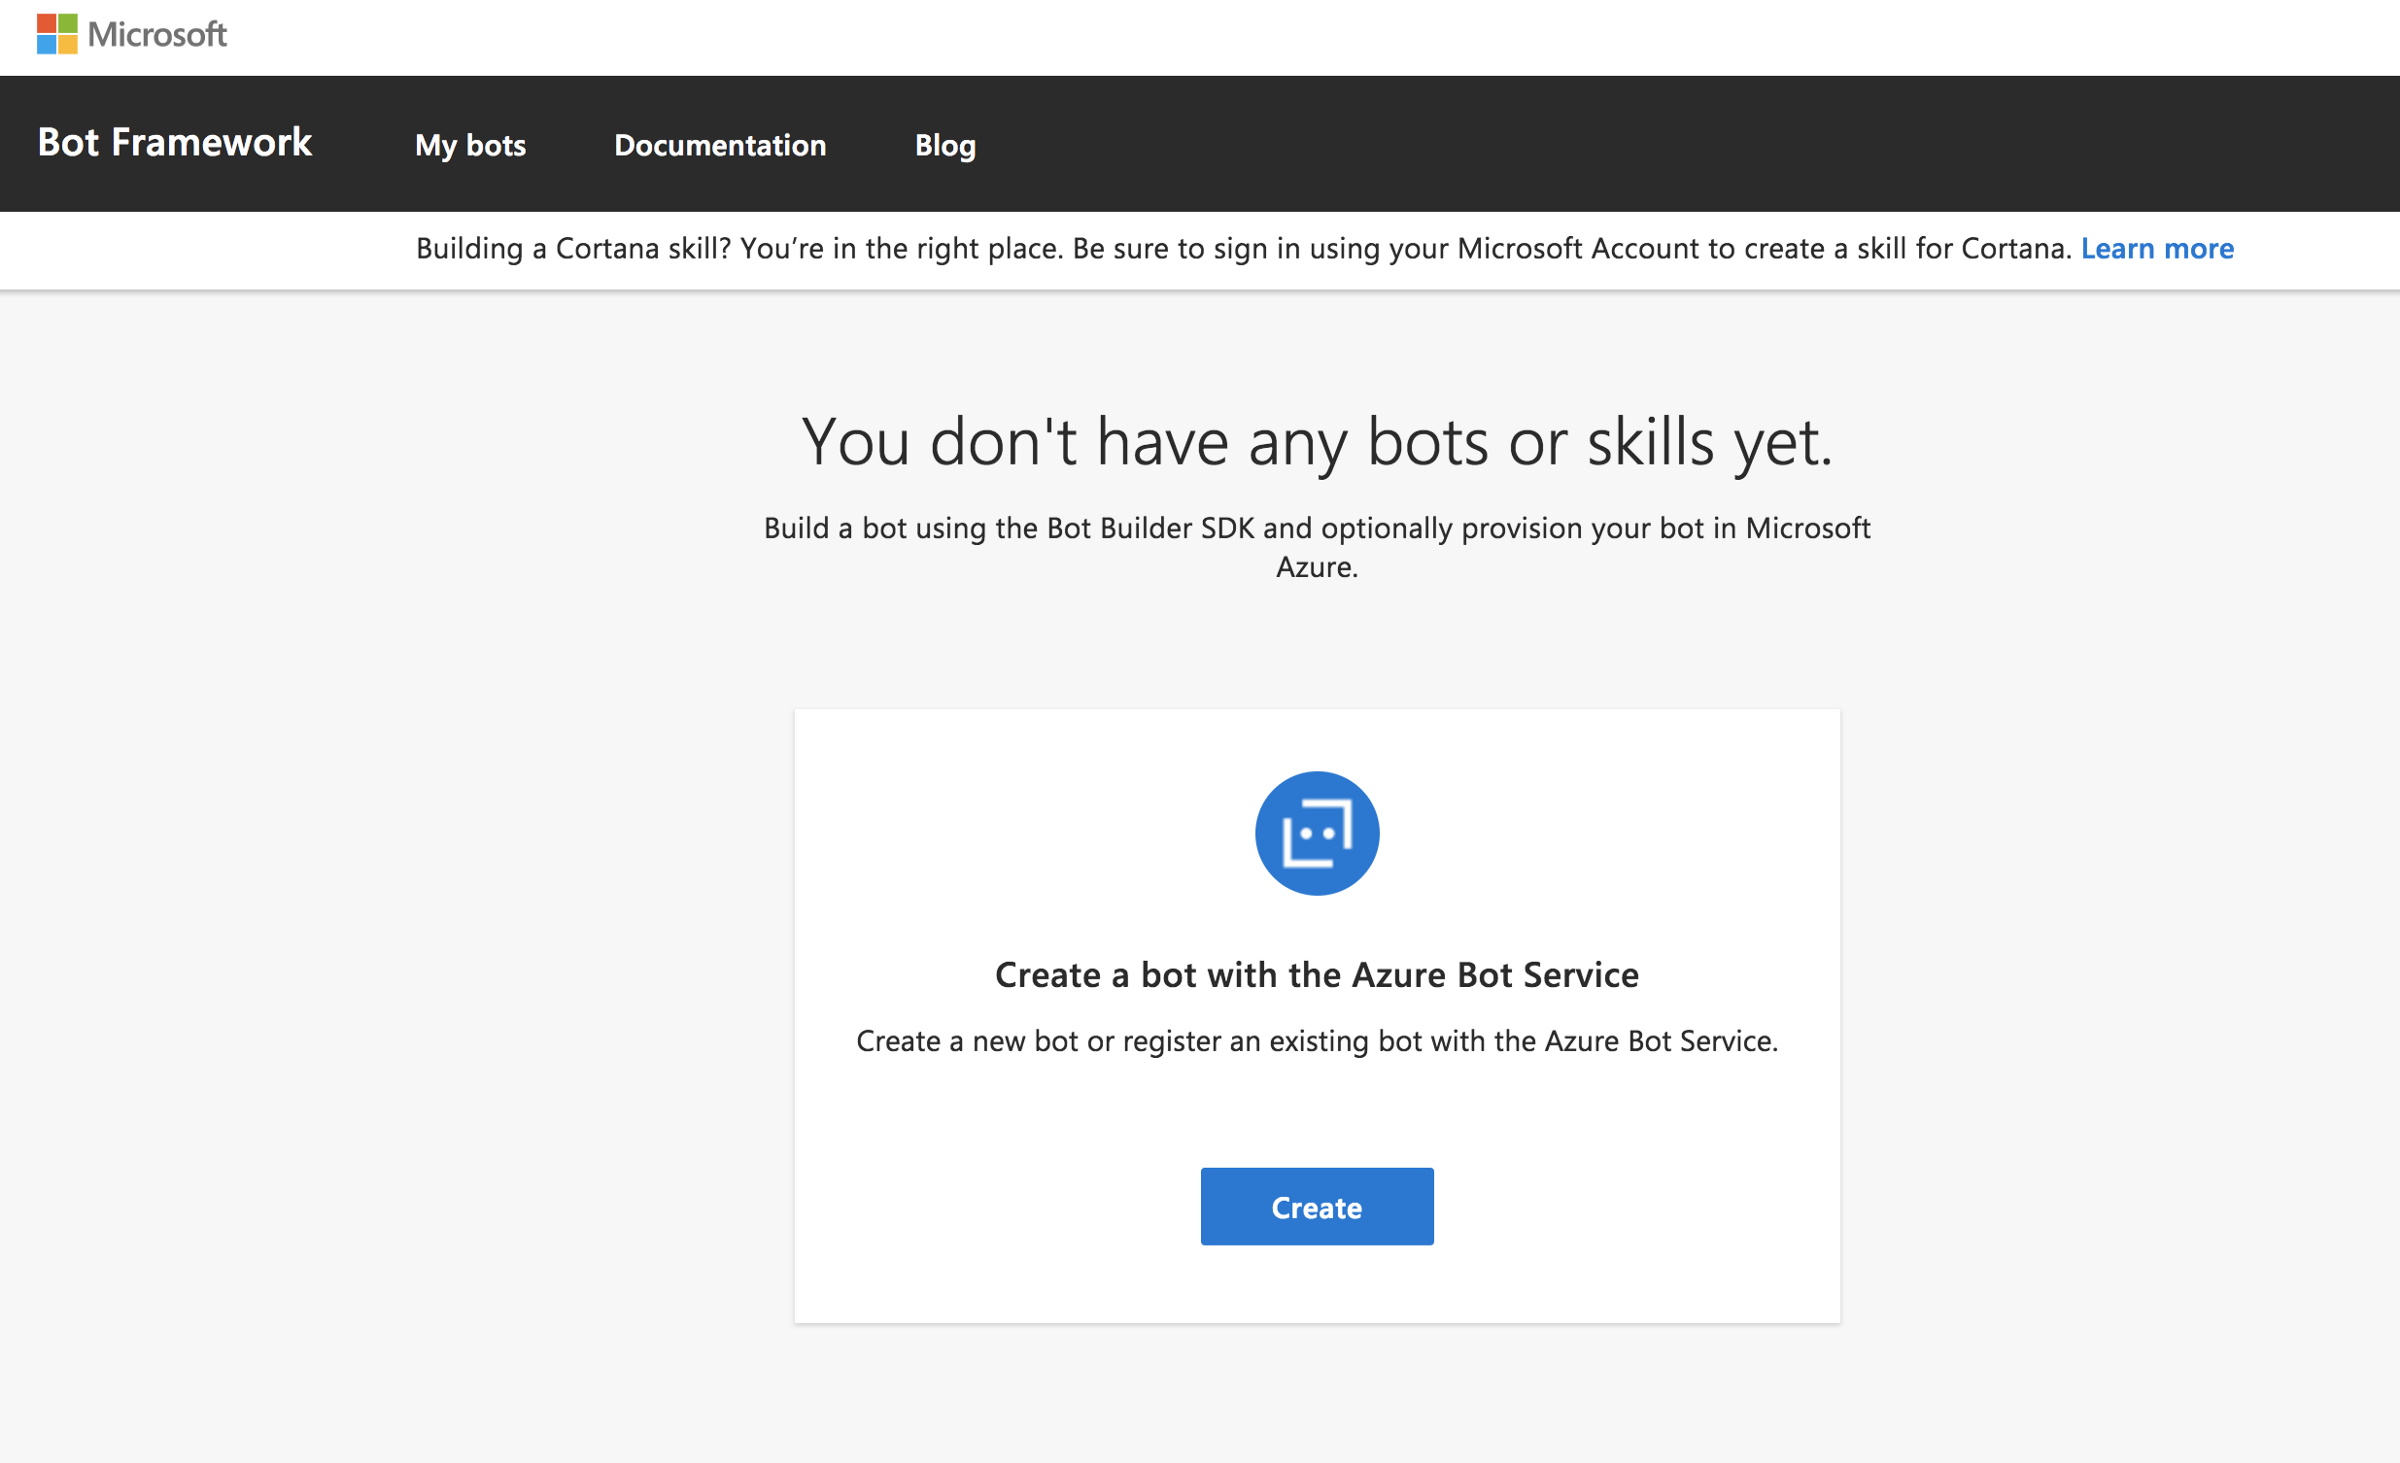 Microsoft
Bot Framework My bots Documentation Blog
Building a Cortana skill? You’re in the right place. Be sure to sign in using your Microsoft Account to create a skill for Cortana. Learn more
You don't have any bots or skills yet.
Build a bot using the Bot Builder SDK and optionally provision your bot in Microsoft
Azure.
Create a bot with the Azure Bot Service
Create a new bot or register an existing bot with the Azure Bot Service.
Create